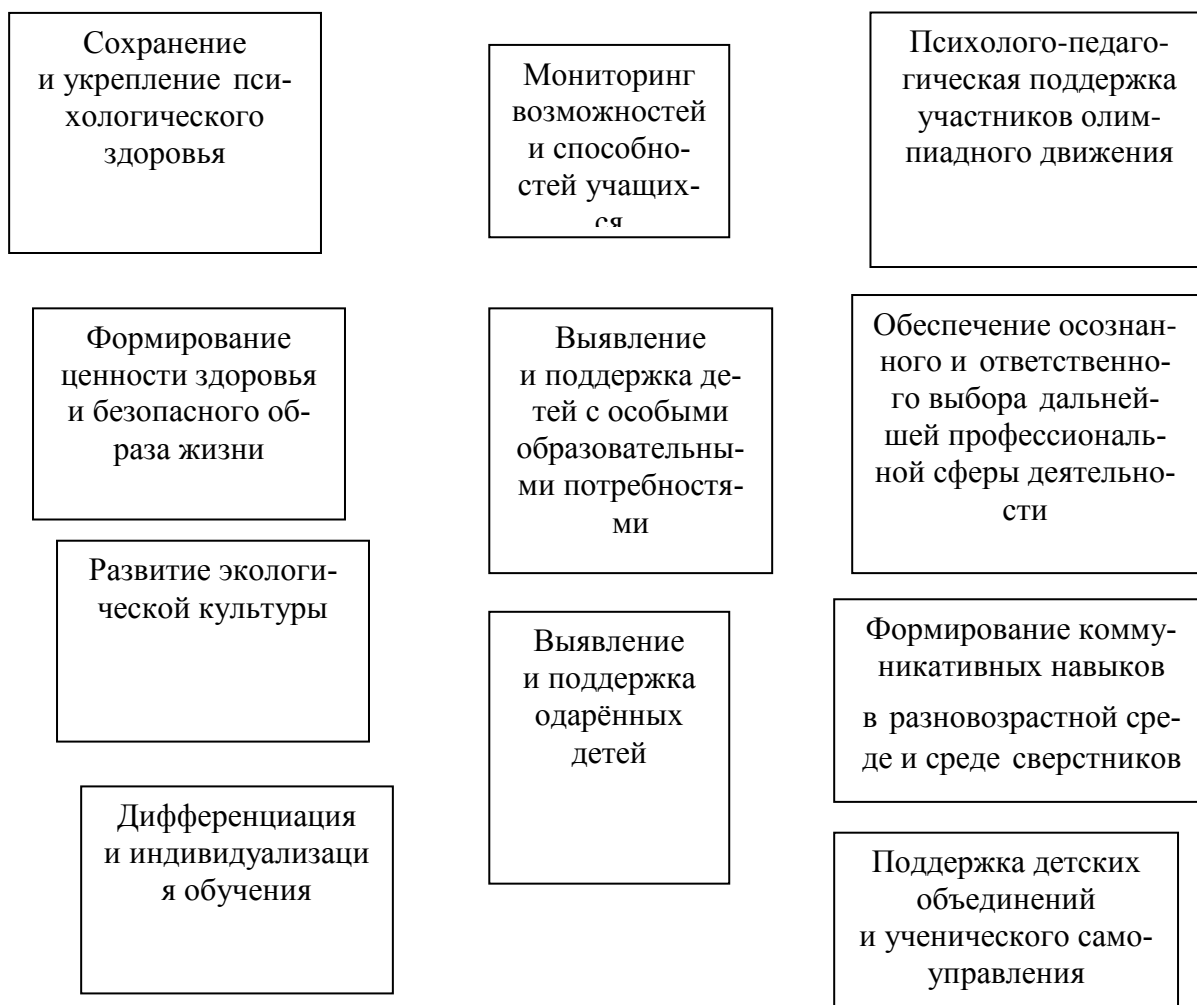 Сохранение
и укрепление пси-
хологического
здоровья
Мониторинг
возможностей
и способно-
стей учащих-
ся
Психолого-педаго-
гическая поддержка
участников олим-
пиадного движения
Формирование
ценности здоровья
и безопасного об-
раза жизни
Выявление
и поддержка де-
тей с особыми
образовательны-
ми потребностя-
ми
Обеспечение осознан-
ного и ответственно-
го выбора дальней-
шей профессиональ-
ной сферы деятельно-
сти
Развитие экологи-
ческой культуры
Выявление
и поддержка
одарённых
детей
Формирование комму-
никативных навыков
в разновозрастной сре-
де и среде сверстников
Дифференциация
и индивидуализаци
я обучения
Поддержка детских
объединений
и ученического само-
управления